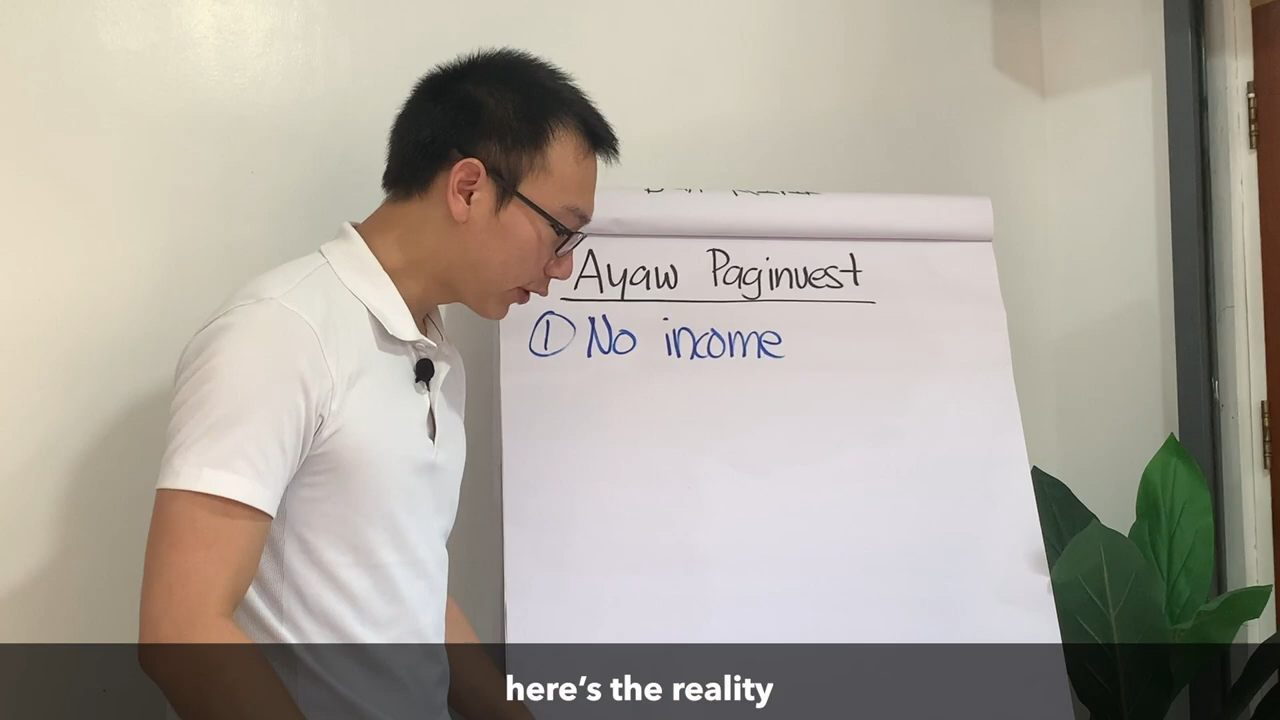 Ayaw Paginvest
① No income
here's the reality